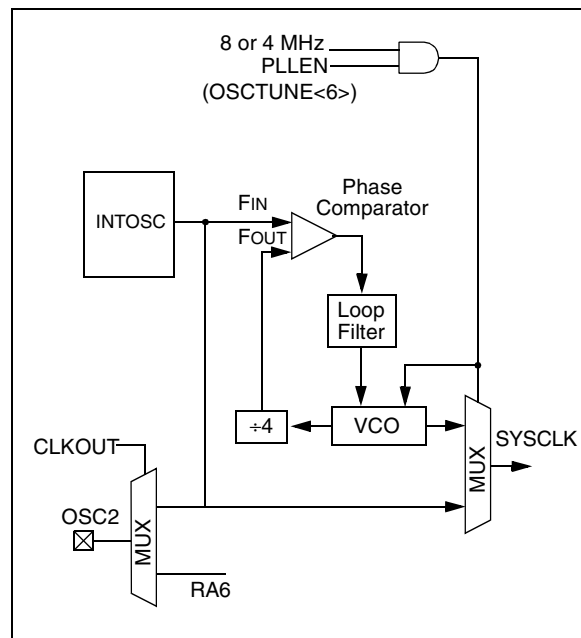 8 or 4 MHz
PLLEN
(OSCTUNE<6>)
Phase
Comparator
INTOSC
FIN
FOUT
Loop
Filter
÷4
VCO
MUX
SYSCLK
CLKOUT
OSC2
MUX
RA6